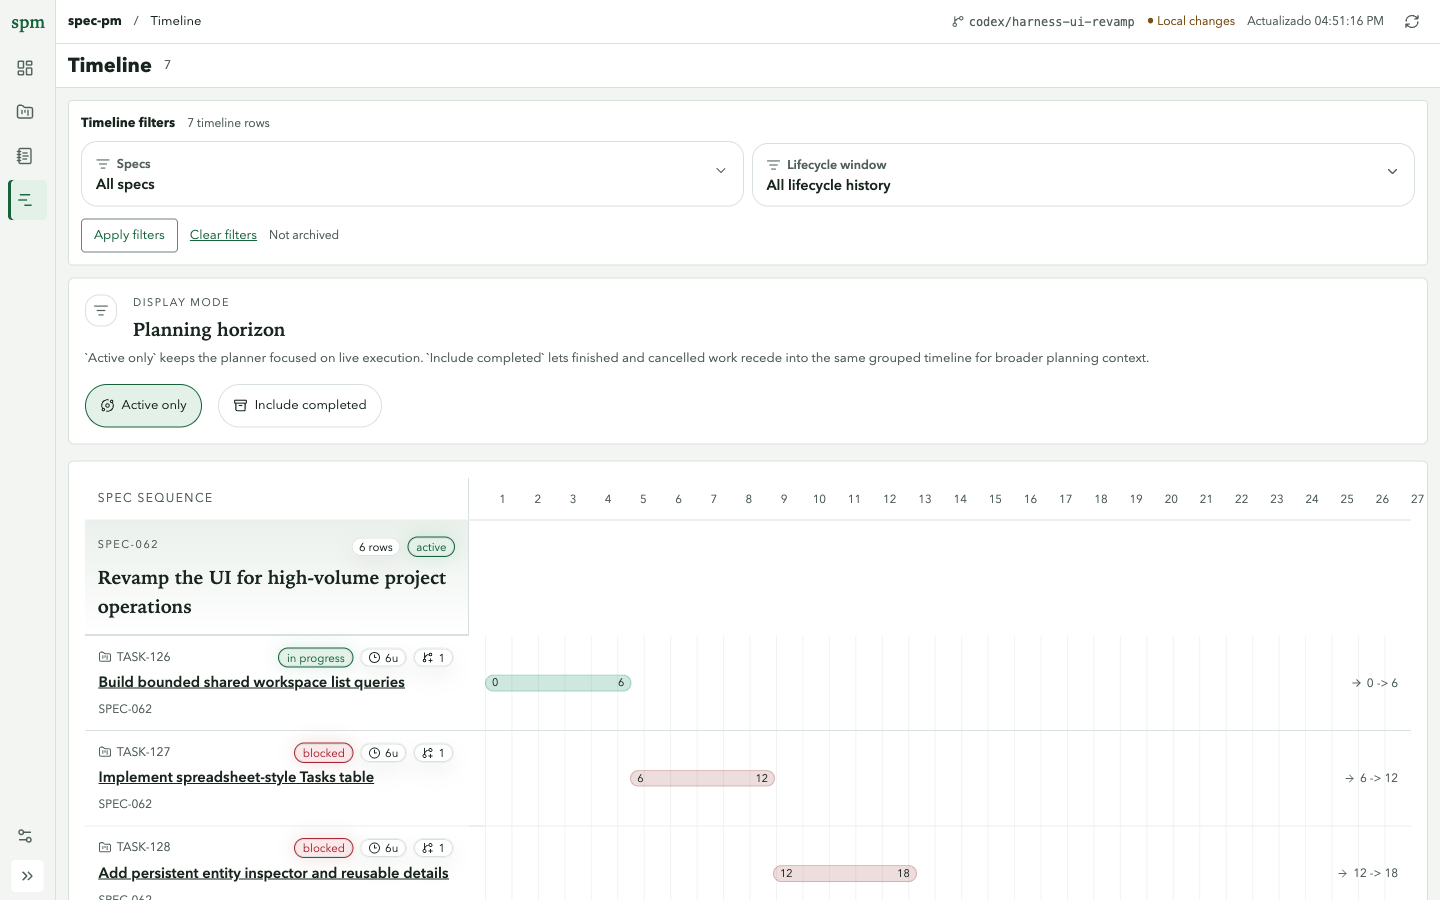 spm
spec-pm / Timeline
codex/harness-ui-revamp
Local changes
Actualizado 04:51:16 PM
Timeline 7
Timeline filters 7 timeline rows
Specs
All specs
Lifecycle window
All lifecycle history
Apply filters Clear filters Not archived
DISPLAY MODE
Planning horizon
`Active only` keeps the planner focused on live execution. `Include completed` lets finished and cancelled work recede into the same grouped timeline for broader planning context.
Active only
Include completed
SPEC SEQUENCE
1 2 3 4 5 6 7 8 9 10 11 12 13 14 15 16 17 18 19 20 21 22 23 24 25 26 27
SPEC-062
6 rows
active
Revamp the UI for high-volume project
operations
TASK-126
in progress
6u
1
Build bounded shared workspace list queries
SPEC-062
0 6
0 -> 6
TASK-127
blocked
6u
1
Implement spreadsheet-style Tasks table
SPEC-062
6 12
6 -> 12
TASK-128
blocked
6u
1
Add persistent entity inspector and reusable details
SPEC-062
12 18
12 -> 18